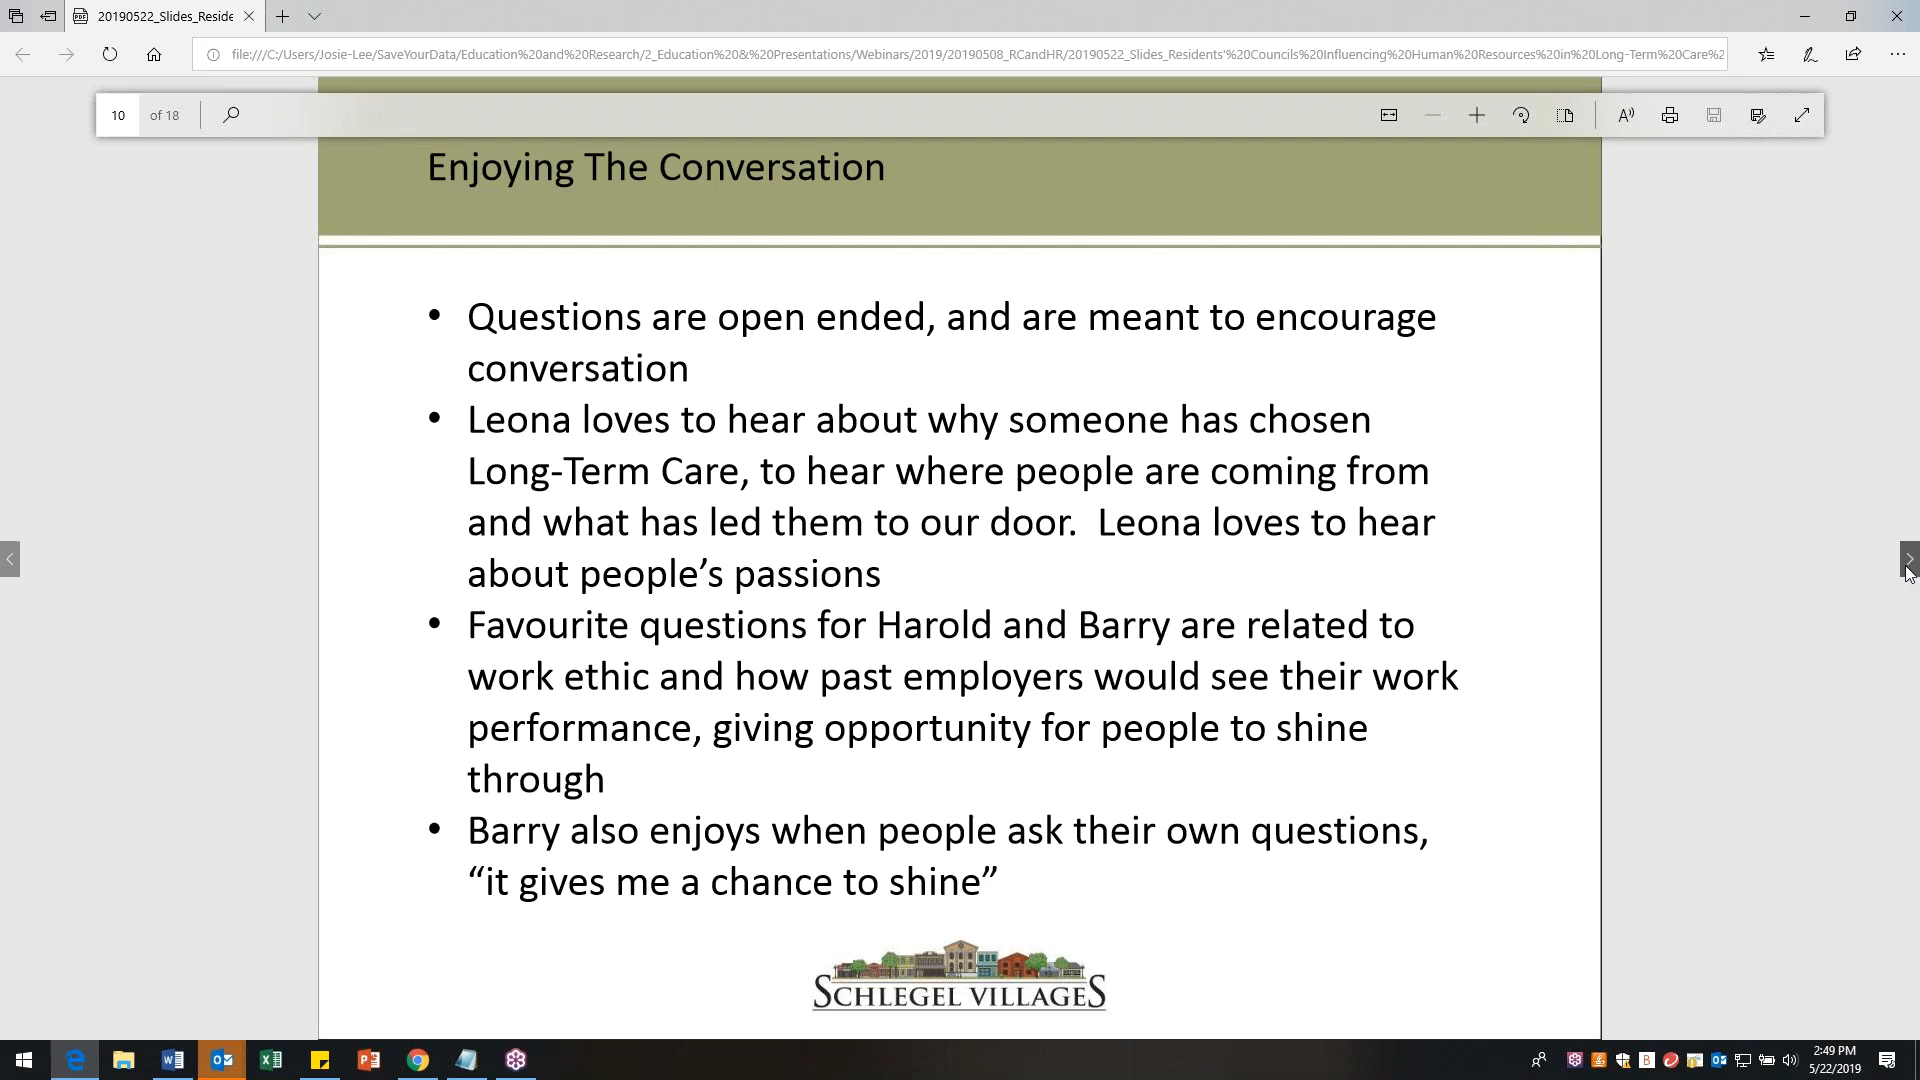 20190522_Slides_Reside
file:///C:/Users/Josie-Lee/SaveYourData/Education%20and%20Research/2_Education%20&%20Presentations/Webinars/2019/20190508_RCandHR/20190522_Slides_Residents'%20Councils%20Influencing%20Human%20Resources%20in%20Long-Term%20Care%2
10 of 18
Enjoying The Conversation
• Questions are open ended, and are meant to encourage
conversation
• Leona loves to hear about why someone has chosen
Long-Term Care, to hear where people are coming from
and what has led them to our door.  Leona loves to hear
about people’s passions
• Favourite questions for Harold and Barry are related to
work ethic and how past employers would see their work
performance, giving opportunity for people to shine
through
• Barry also enjoys when people ask their own questions,
“it gives me a chance to shine”
SCHLEGEL VILLAGES
2:49 PM
5/22/2019